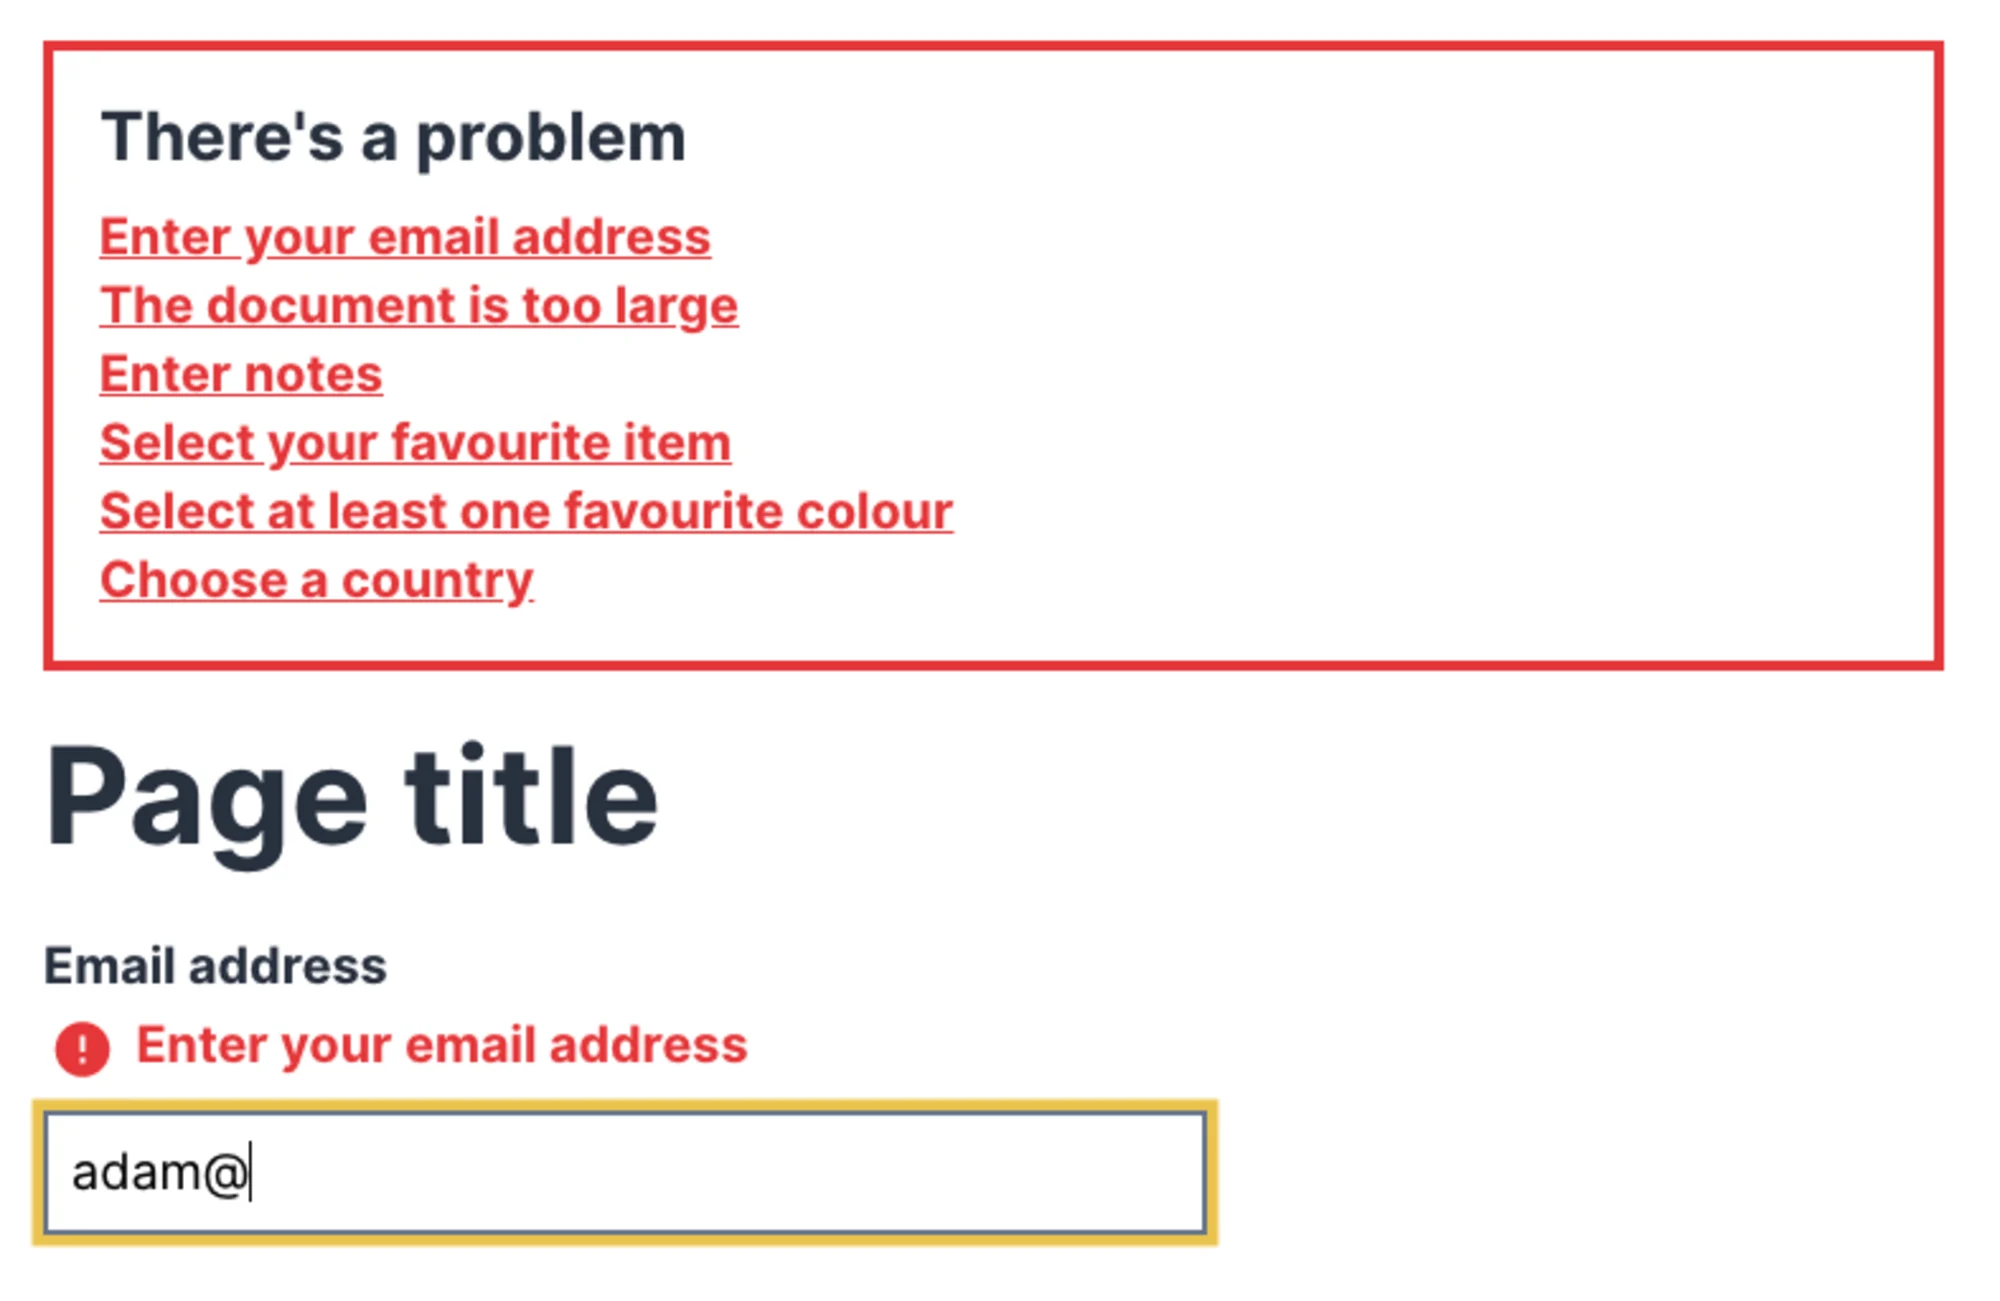 There's a problem
Enter your email address
The document is too large
Enter notes
Select your favourite item
Select at least one favourite colour
Choose a country
Page title
Email address
! Enter your email address
adam@